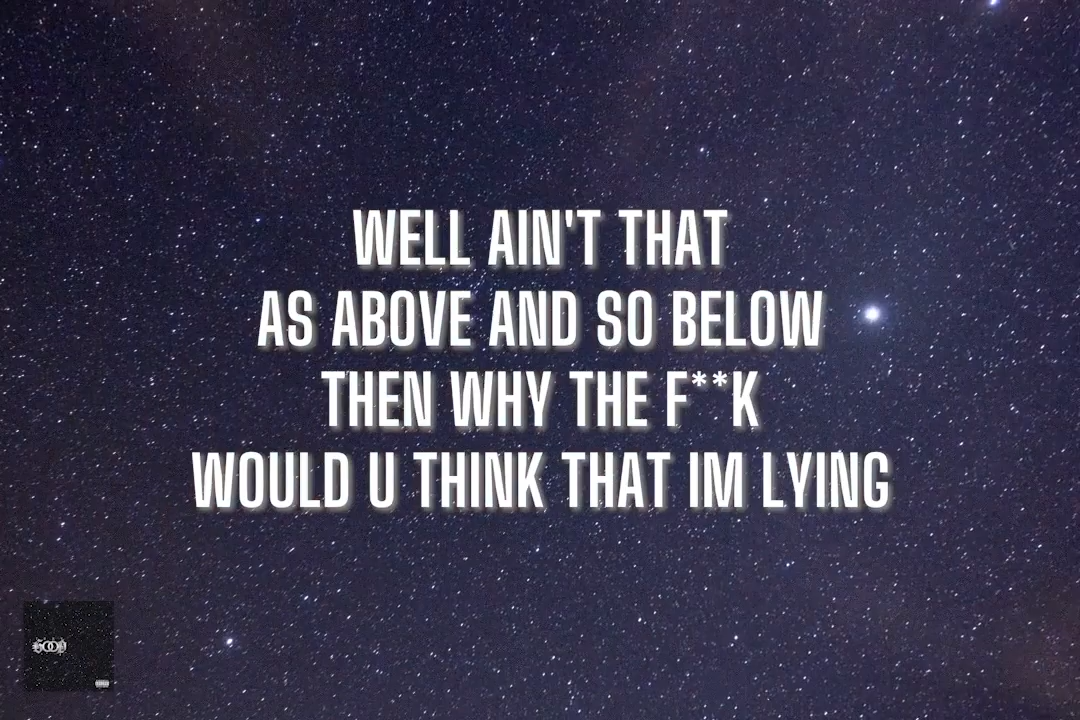 WELL AIN'T THAT
AS ABOVE AND SO BELOW
THEN WHY THE F**K
WOULD U THINK THAT IM LYING